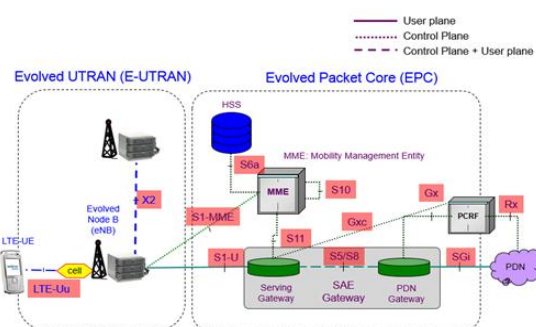 User plane
Control Plane
Control Plane + User plane
Evolved UTRAN (E-UTRAN)
Evolved Packet Core (EPC)
HSS
MME: Mobility Management Entity
S6a
MME
S10
X2
Gx
Rx
PCRF
Evolved
Node B
(eNB)
S1-MME
Gxc
S11
LTE-UE
cell
LTE-Uu
S1-U
S5/S8
SGi
PDN
Serving
Gateway
SAE
Gateway
PDN
Gateway